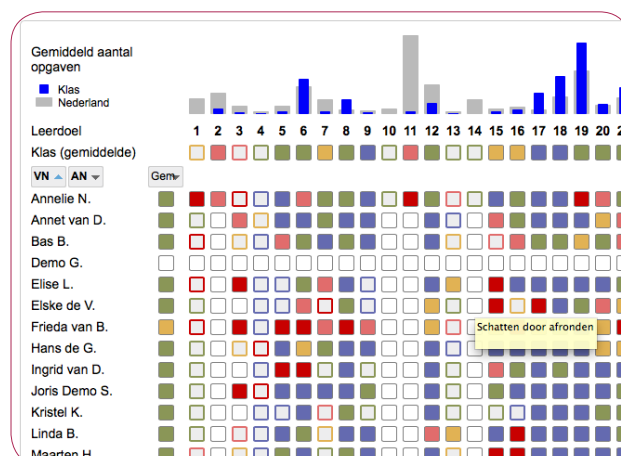 Gemiddeld aantal
opgaven
Klas
Nederland
Leerdoel 1 2 3 4 5 6 7 8 9 10 11 12 13 14 15 16 17 18 19 20
Klas (gemiddelde)
VN AN Gem
Annelie N.
Annet van D.
Bas B.
Demo G.
Elise L.
Elske de V.
Frieda van B.
Schatten door afronden
Hans de G.
Ingrid van D.
Joris Demo S.
Kristel K.
Linda B.
Maarten H.